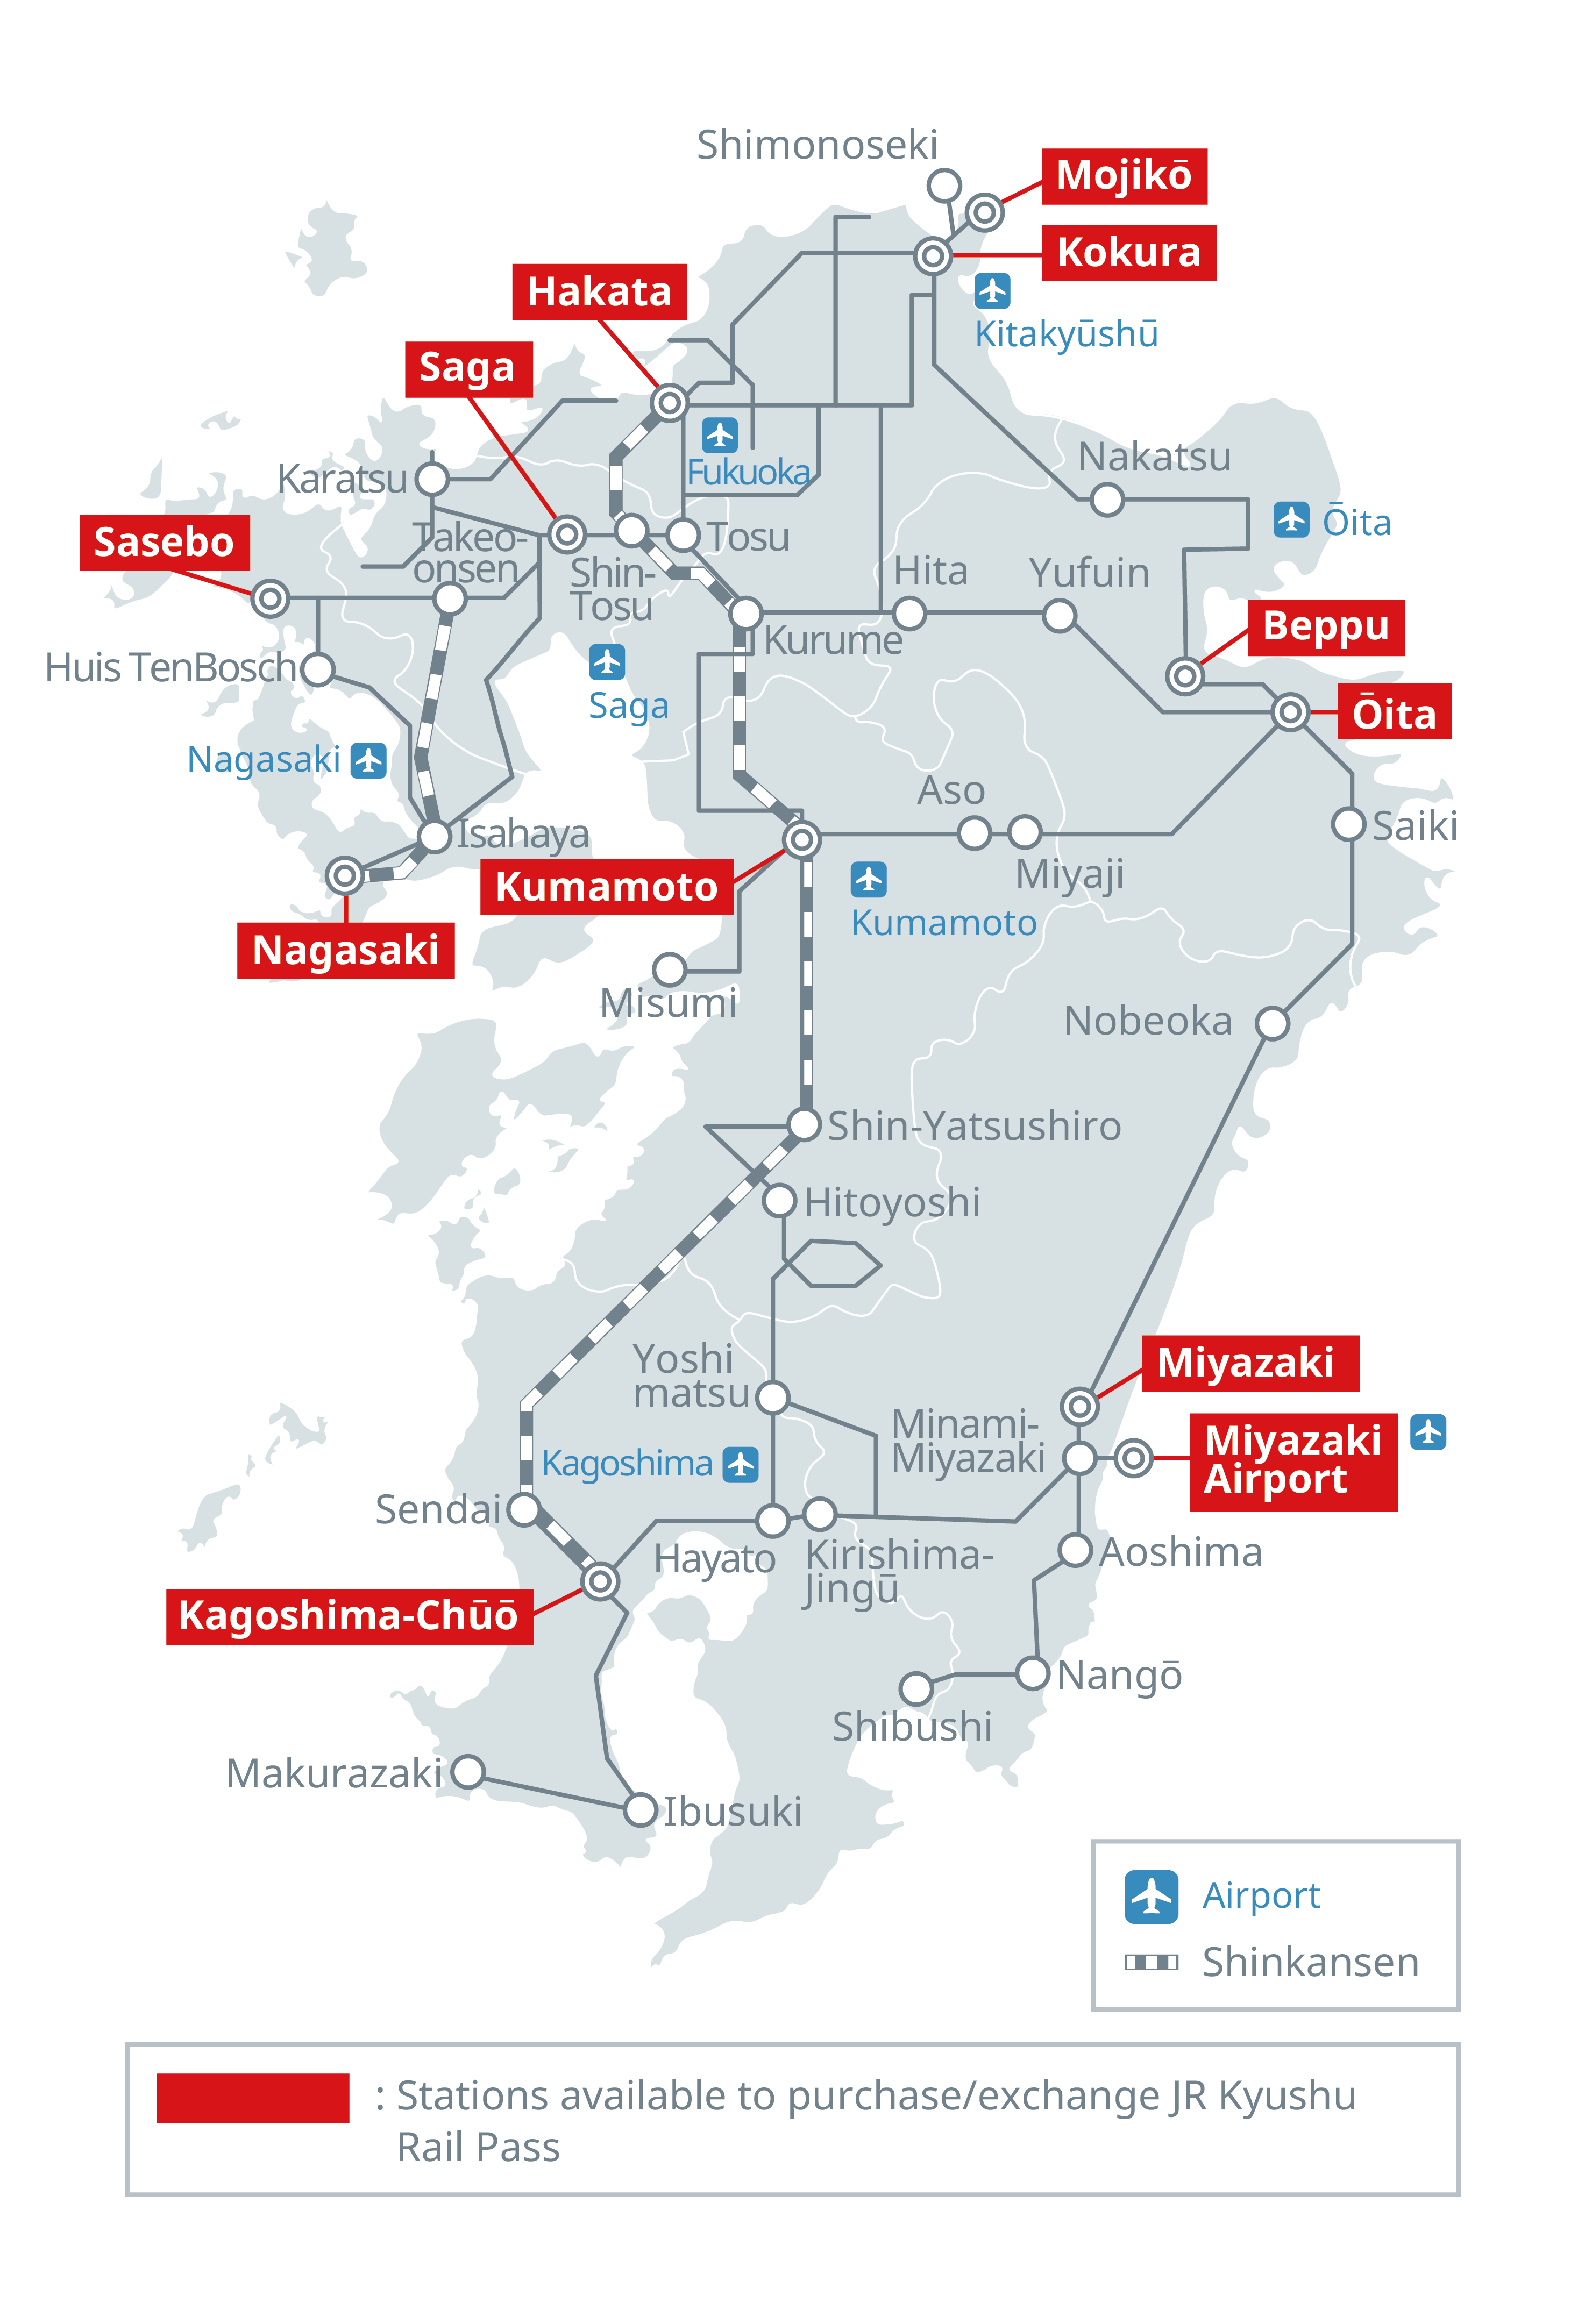 Shimonoseki
Mojikō
Kokura
Hakata
Kitakyūshū
Saga
Fukuoka
Nakatsu
Karatsu
Ōita
Sasebo
Takeo-
onsen
Tosu
Shin-
Tosu
Hita
Yufuin
Beppu
Kurume
Huis TenBosch
Saga
Ōita
Nagasaki
Aso
Saiki
Isahaya
Miyaji
Kumamoto
Kumamoto
Nagasaki
Misumi
Nobeoka
Shin-Yatsushiro
Hitoyoshi
Yoshi
matsu
Miyazaki
Minami-
Miyazaki
Miyazaki
Airport
Kagoshima
Sendai
Hayato
Kirishima-
Jingū
Aoshima
Kagoshima-Chūō
Nangō
Shibushi
Makurazaki
Ibusuki
Airport
Shinkansen
: Stations available to purchase/exchange JR Kyushu
Rail Pass